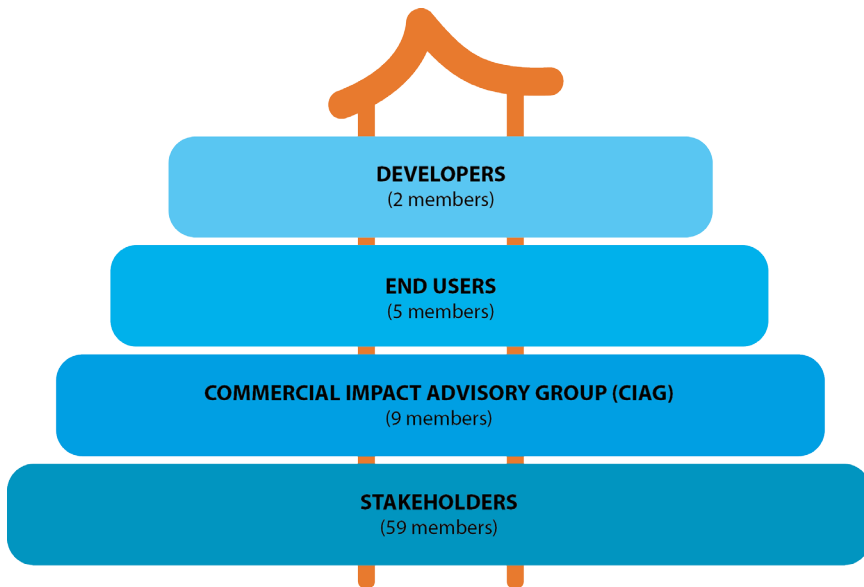 DEVELOPERS
(2 members)
END USERS
(5 members)
COMMERCIAL IMPACT ADVISORY GROUP (CIAG)
(9 members)
STAKEHOLDERS
(59 members)